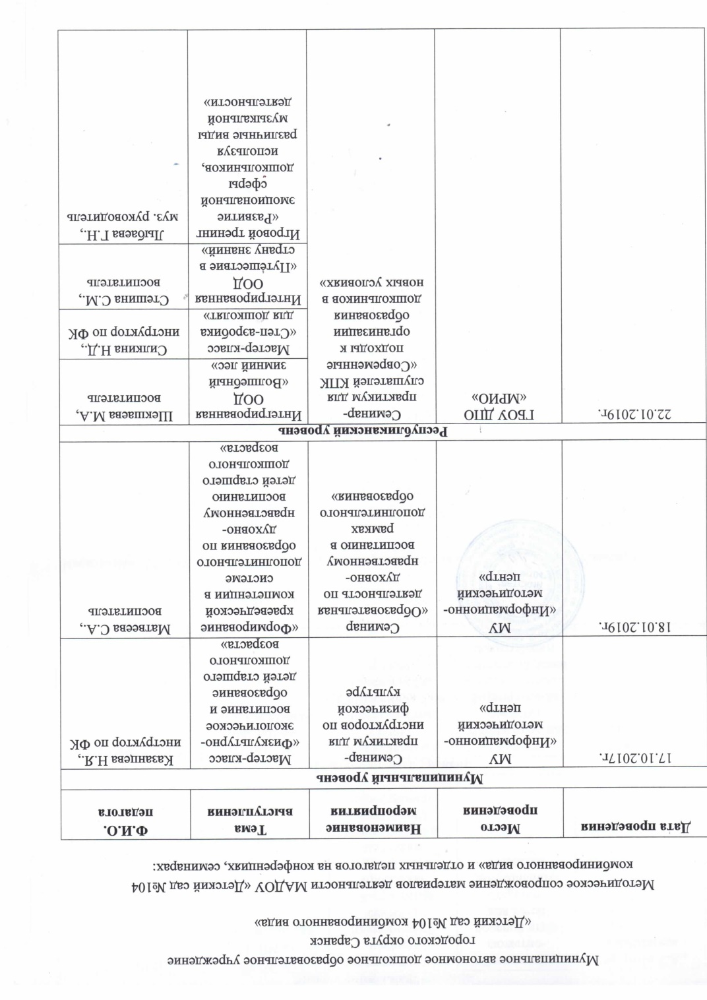 Муниципальное автономное дошкольное образовательное учреждение
городского округа Саранск
«Детский сад №104 комбинированного вида»
Методическое сопровождение материалов деятельности МАДОУ «Детский сад №104
комбинированного вида» и отдельных педагогов на конференциях, семинарах:
Дата проведения
Место
проведения
Наименование
мероприятия
Тема
выступления
Ф.И.О.
педагога
Муниципальный уровень
17.10.2017г.
МУ
«Информационно-
методический
центр»
Семинар-
практикум для
инструкторов по
физической
культуре
Мастер-класс
«Физкультурно-
экологическое
воспитание и
образование
детей старшего
дошкольного
возраста»
Казанцева Н.Я.,
инструктор по ФК
18.01.2019г.
МУ
«Информационно-
методический
центр»
Семинар
«Образовательная
деятельность по
духовно-
нравственному
воспитанию в
рамках
дополнительного
образования»
«Формирование
краеведческой
компетенции в
системе
дополнительного
образования по
духовно-
нравственному
воспитанию
детей старшего
дошкольного
возраста»
Матвеева С.А.,
воспитатель
Республиканский уровень
22.01.2019г.
ГБОУ ДПО
«МРИО»
Семинар-
практикум для
слушателей КПК
«Современные
подходы к
организации
образования
дошкольников в
новых условиях»
Интегрированная
ООД
«Волшебный
зимний лес»
Шекшаева М.А,
воспитатель
Мастер-класс
«Степ-аэробика
для дошколят»
Силкина Н.Д.,
инструктор по ФК
Интегрированная
ООД
«Путешествие в
страну знаний»
Стешина С.М.,
воспитатель
Игровой тренинг
«Развитие
эмоциональной
сферы
дошкольников,
используя
различные виды
музыкальной
деятельности»
Лыбаева Г.Н.,
муз. руководитель